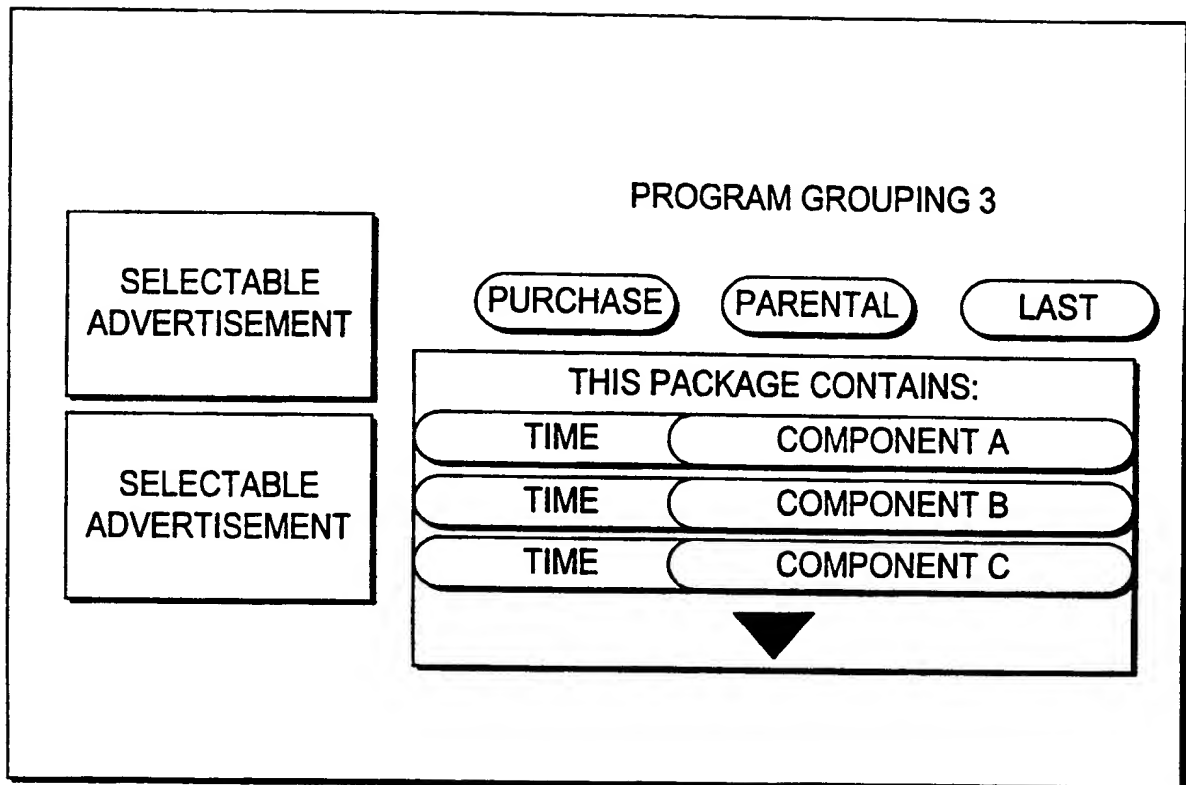 SELECTABLE
ADVERTISEMENT
SELECTABLE
ADVERTISEMENT
PROGRAM GROUPING 3
PURCHASE
PARENTAL
LAST
THIS PACKAGE CONTAINS:
TIME COMPONENT A
TIME COMPONENT B
TIME COMPONENT C